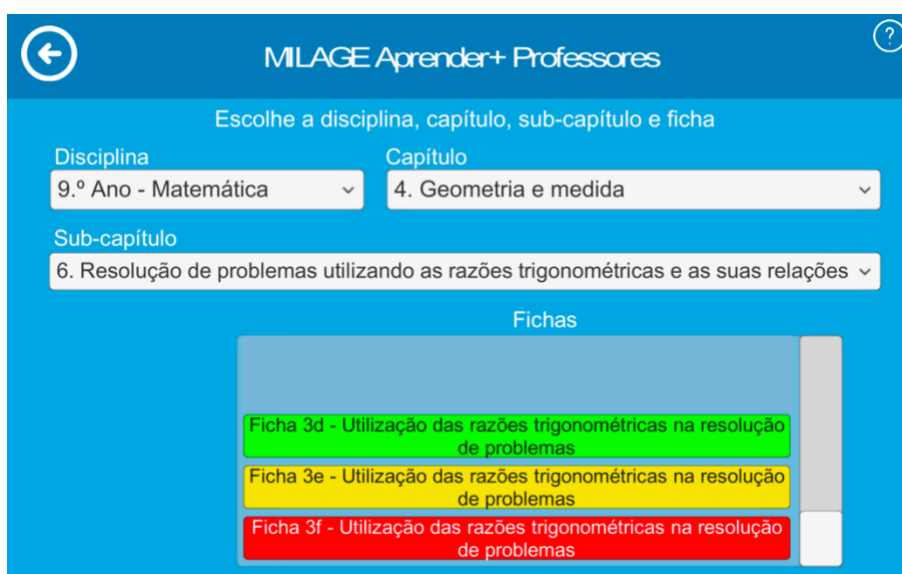 ?
MILAGE Aprender+ Professores
Escolhe a disciplina, capítulo, sub-capítulo e ficha
Disciplina
Capítulo
9.º Ano - Matemática
4. Geometria e medida
Sub-capítulo
6. Resolução de problemas utilizando as razões trigonométricas e as suas relações
Fichas
Ficha 3d - Utilização das razões trigonométricas na resolução
de problemas
Ficha 3e - Utilização das razões trigonométricas na resolução
de problemas
Ficha 3f - Utilização das razões trigonométricas na resolução
de problemas